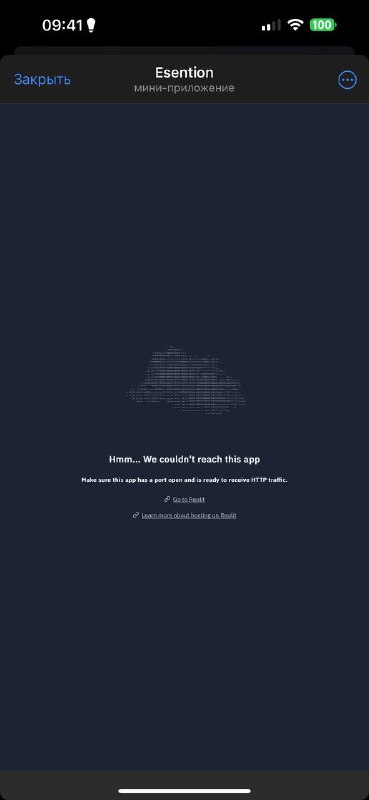 09:41
100
Закрыть
Esention
мини-приложение
Hmm... We couldn't reach this app
Make sure this app has a port open and is ready to receive HTTP traffic.
Go to Replit
Learn more about hosting on Replit